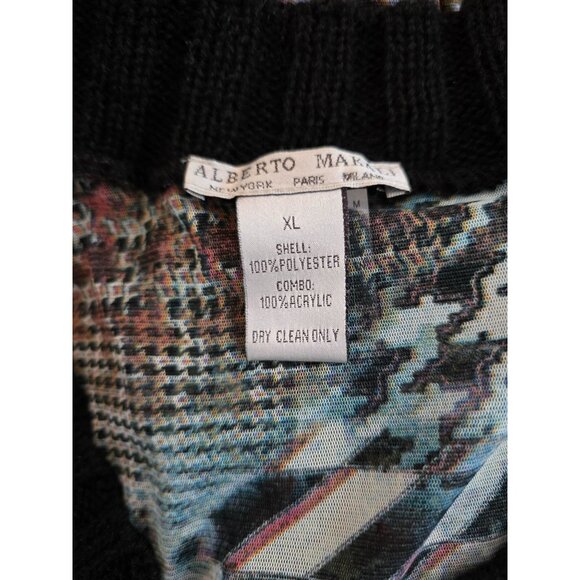 ALBERTO MAKALI
NEW YORK PARIS MILANO
XL
M
SHELL:
100% POLYESTER
COMBO:
100% ACRYLIC
DRY CLEAN ONLY